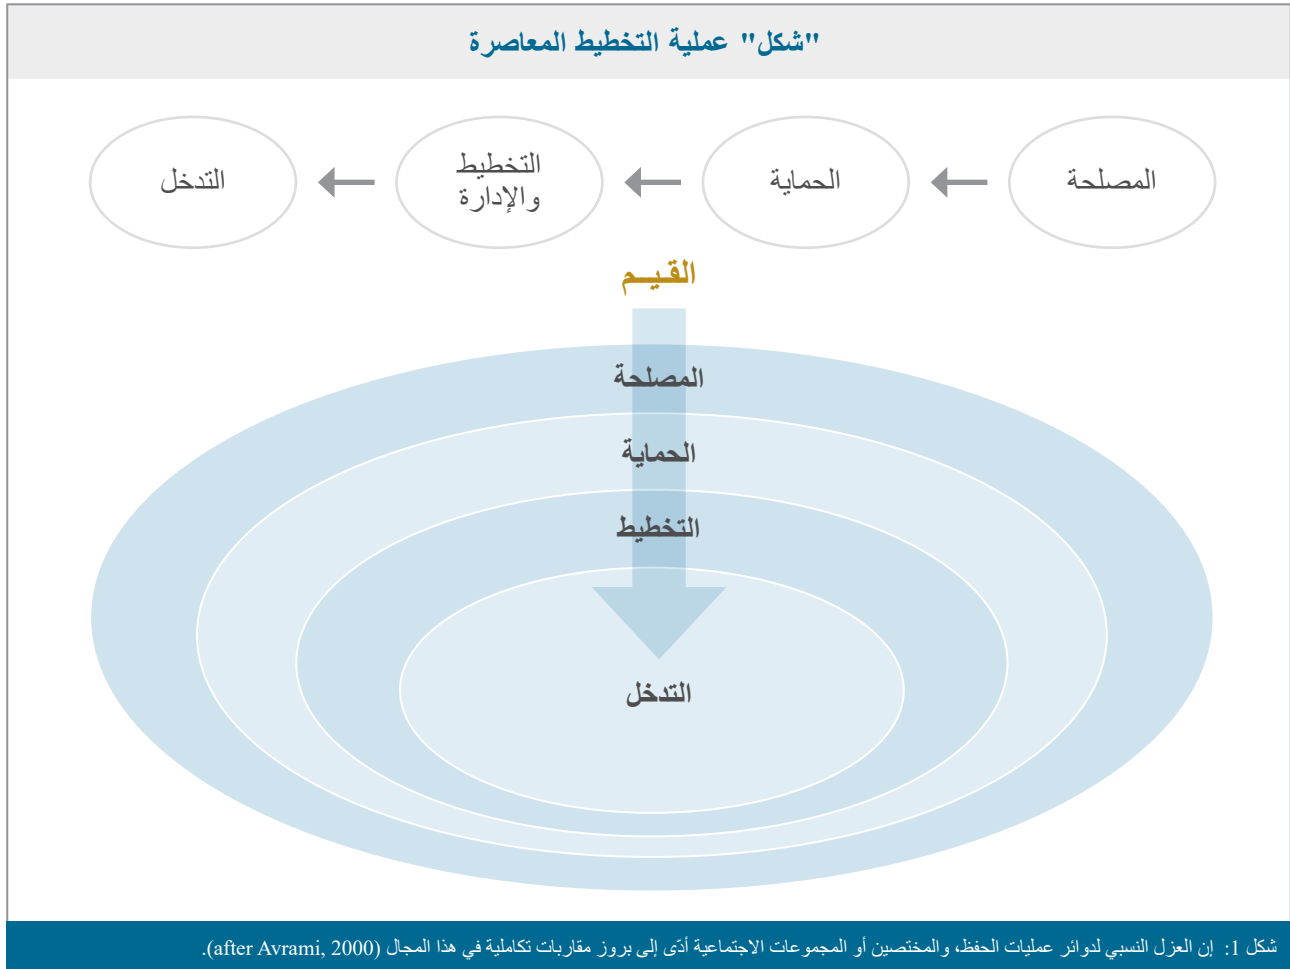 "شكل" عملية التخطيط المعاصرة
المصلحة
الحماية
التخطيط
والإدارة
التدخل
القيم
المصلحة
الحماية
التخطيط
التدخل
شكل 1: إن العزل النسبي لدوائر عمليات الحفظ، والمختصين أو المجموعات الاجتماعية أدّى إلى بروز مقاربات تكاملية في هذا المجال (after Avrami, 2000).